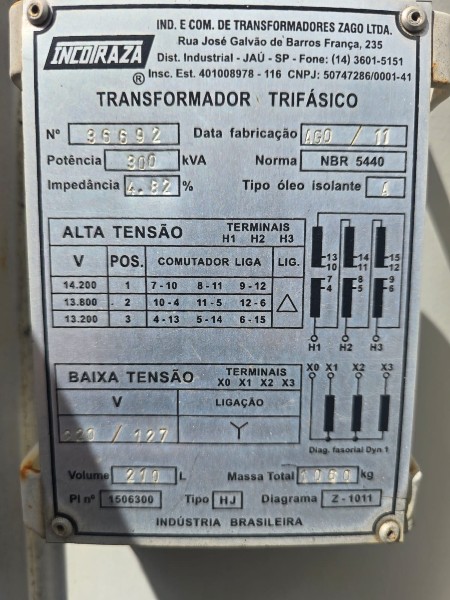 IND. E COM. DE TRANSFORMADORES ZAGO LTDA.
INCOTRAZA ®
Rua José Galvão de Barros França, 235
Dist. Industrial - JAÚ - SP - Fone: (14) 3601-5151
Insc. Est. 401008978 - 116 CNPJ: 50747286/0001-41
TRANSFORMADOR TRIFÁSICO
Nº 36692 Data fabricação AGO / 11
Potência 300 kVA Norma NBR 5440
Impedância 4.82 % Tipo óleo isolante A
ALTA TENSÃO TERMINAIS H1 H2 H3
V POS. COMUTADOR LIGA LIG.
14.200 1 7-10 8-11 9-12
13.800 2 10-4 11-5 12-6 △
13.200 3 4-13 5-14 6-15
13 14 15
10 11 12
7 8 9
4 5 6
H1 H2 H3
BAIXA TENSÃO TERMINAIS X0 X1 X2 X3
V LIGAÇÃO
220 / 127 Y
X0 X1 X2 X3
Diag. fasorial Dyn 1
Volume 210 L Massa Total 1060 kg
PI nº 1506300 Tipo HJ Diagrama Z - 1011
INDÚSTRIA BRASILEIRA